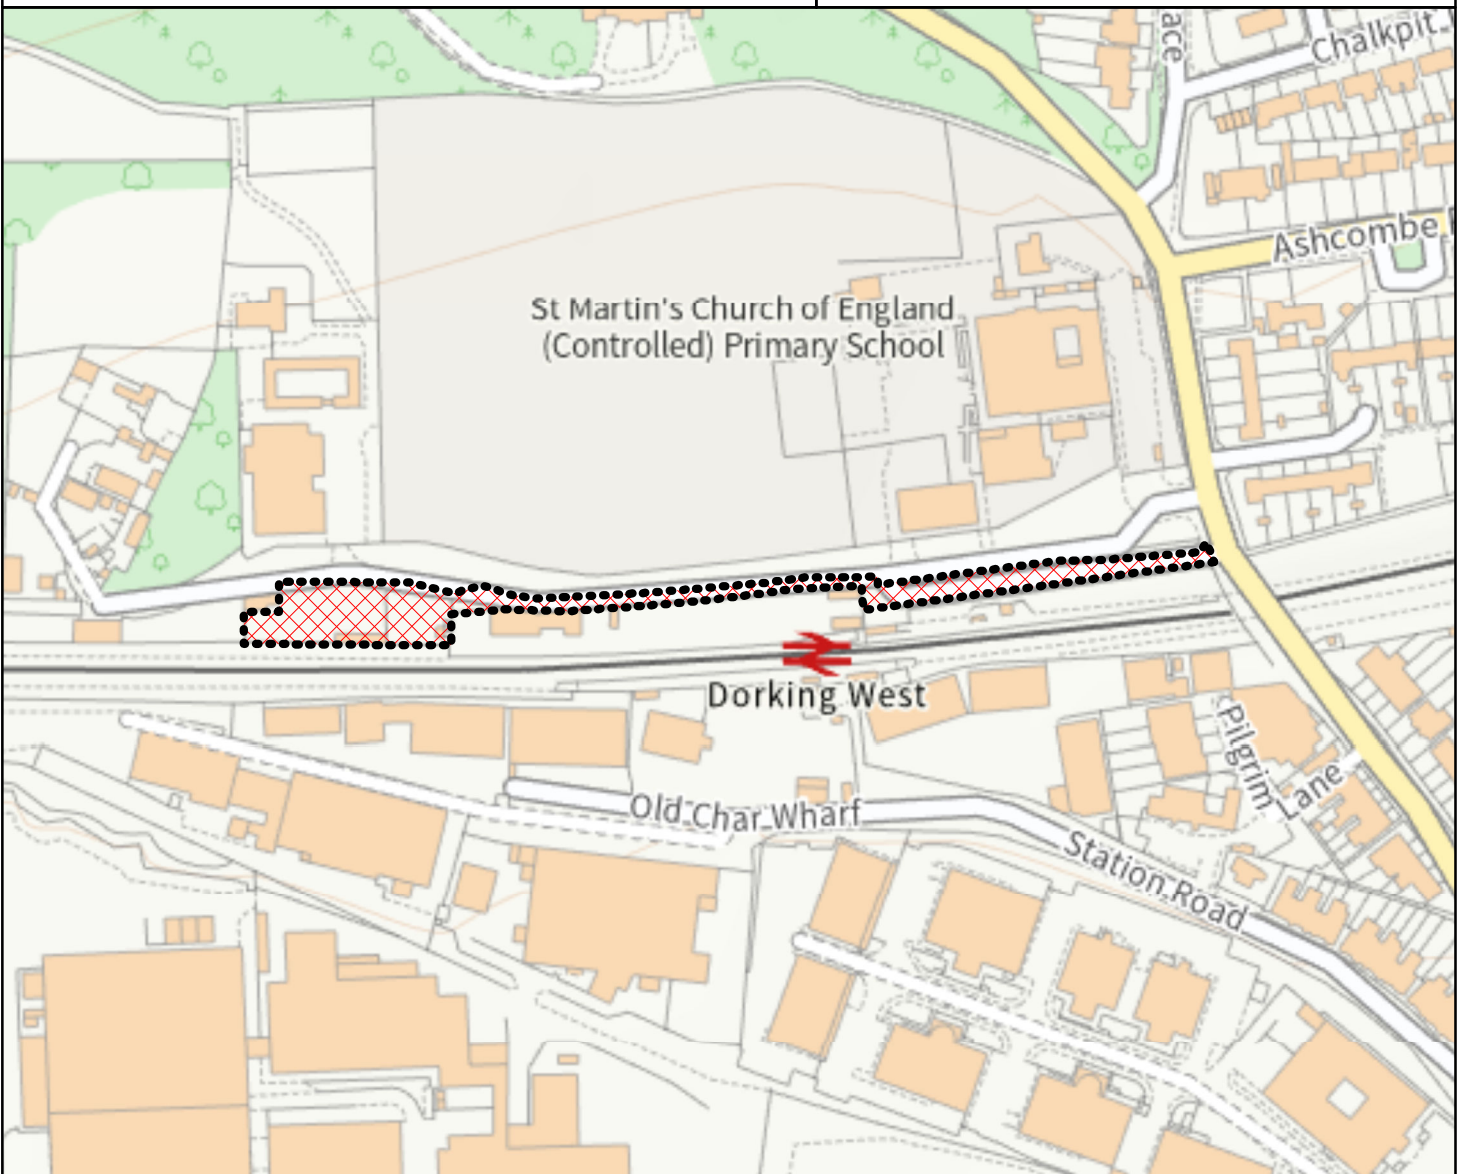 ace
Chalkpit
Ashcombe
St Martin's Church of England
(Controlled) Primary School
Dorking West
Pilgrim
Lane
Old Char Wharf
Station Road